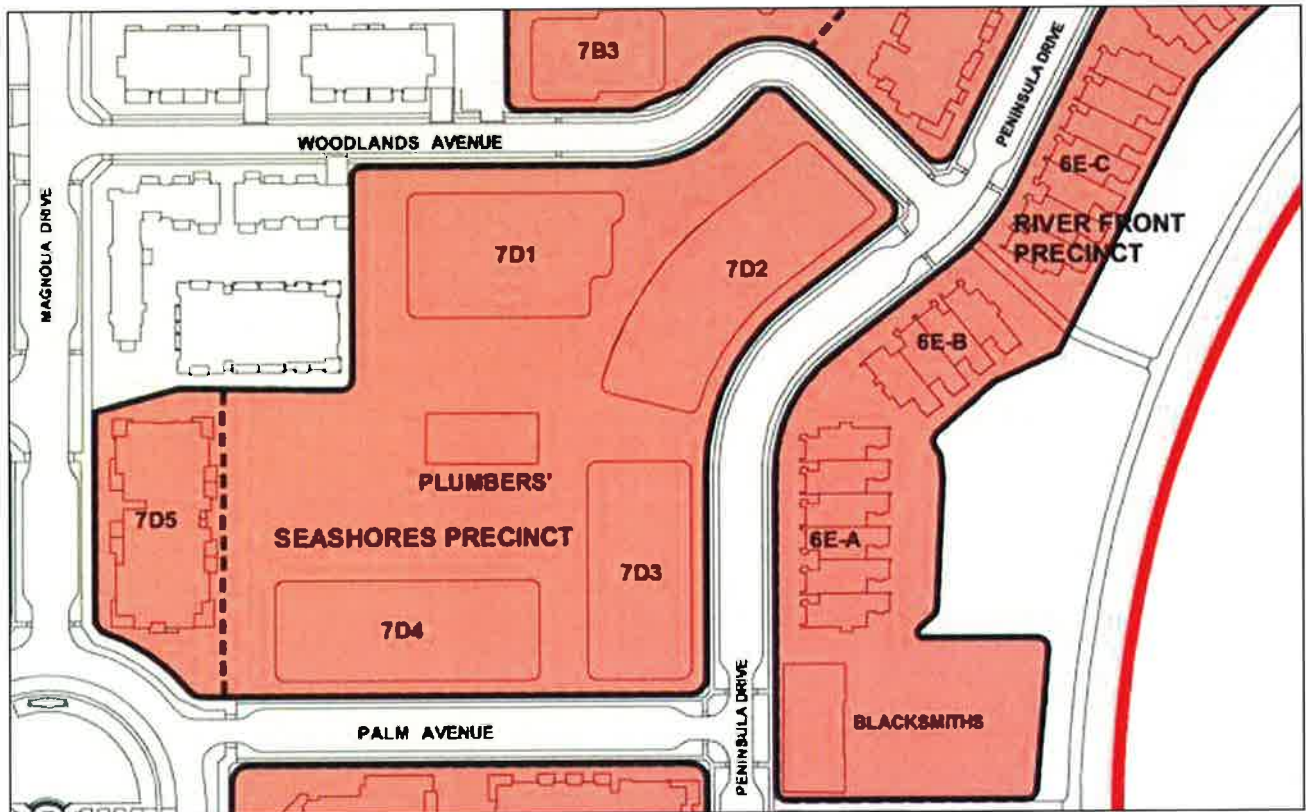 7B3
WOODLANDS AVENUE
PENINSULA DRIVE
6E-C
RIVER FRONT
PRECINCT
MAGNOLIA DRIVE
7D1
7D2
6E-B
PLUMBERS'
SEASHORES PRECINCT
7D5
7D3
6E-A
7D4
PENINSULA DRIVE
BLACKSMITHS
PALM AVENUE